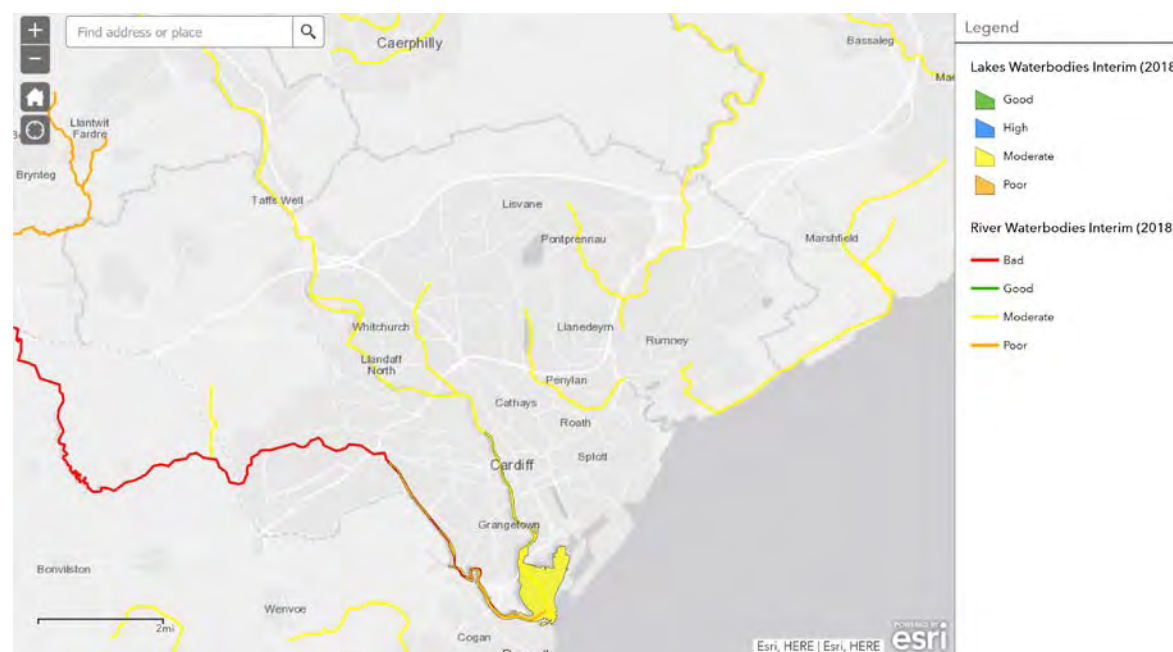 +
Find address or place
−
Caerphilly
Bassaleg
Llantwit
Fardre
Brynteg
Taffs Well
Lisvane
Pontprennau
Marshfield
Whitchurch
Llanedeyrn
Rumney
Llandaff
North
Penylan
Cathays
Roath
Cardiff
Splott
Grangetown
Bonvilston
Wenvoe
2mi
Cogan
Esri, HERE | Esri, HERE
POWERED BY
esri
Legend
Lakes Waterbodies Interim (2018
Good
High
Moderate
Poor
River Waterbodies Interim (2018
Bad
Good
Moderate
Poor